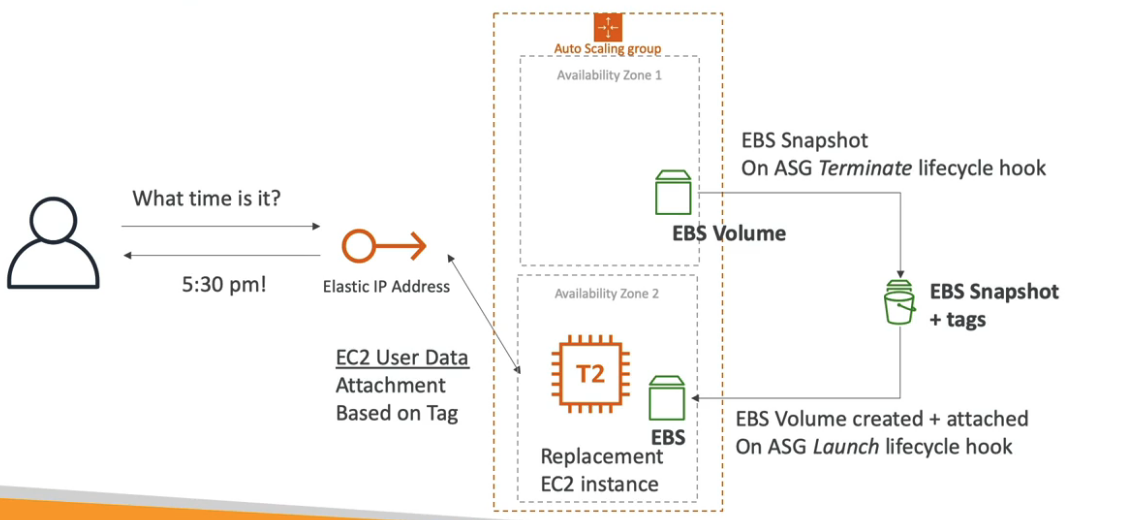 Auto Scaling group
Availability Zone 1
EBS Snapshot
On ASG Terminate lifecycle hook
What time is it?
EBS Volume
5:30 pm!
Elastic IP Address
Availability Zone 2
EBS Snapshot
+ tags
EC2 User Data
Attachment
Based on Tag
T2
EBS
Replacement
EC2 instance
EBS Volume created + attached
On ASG Launch lifecycle hook